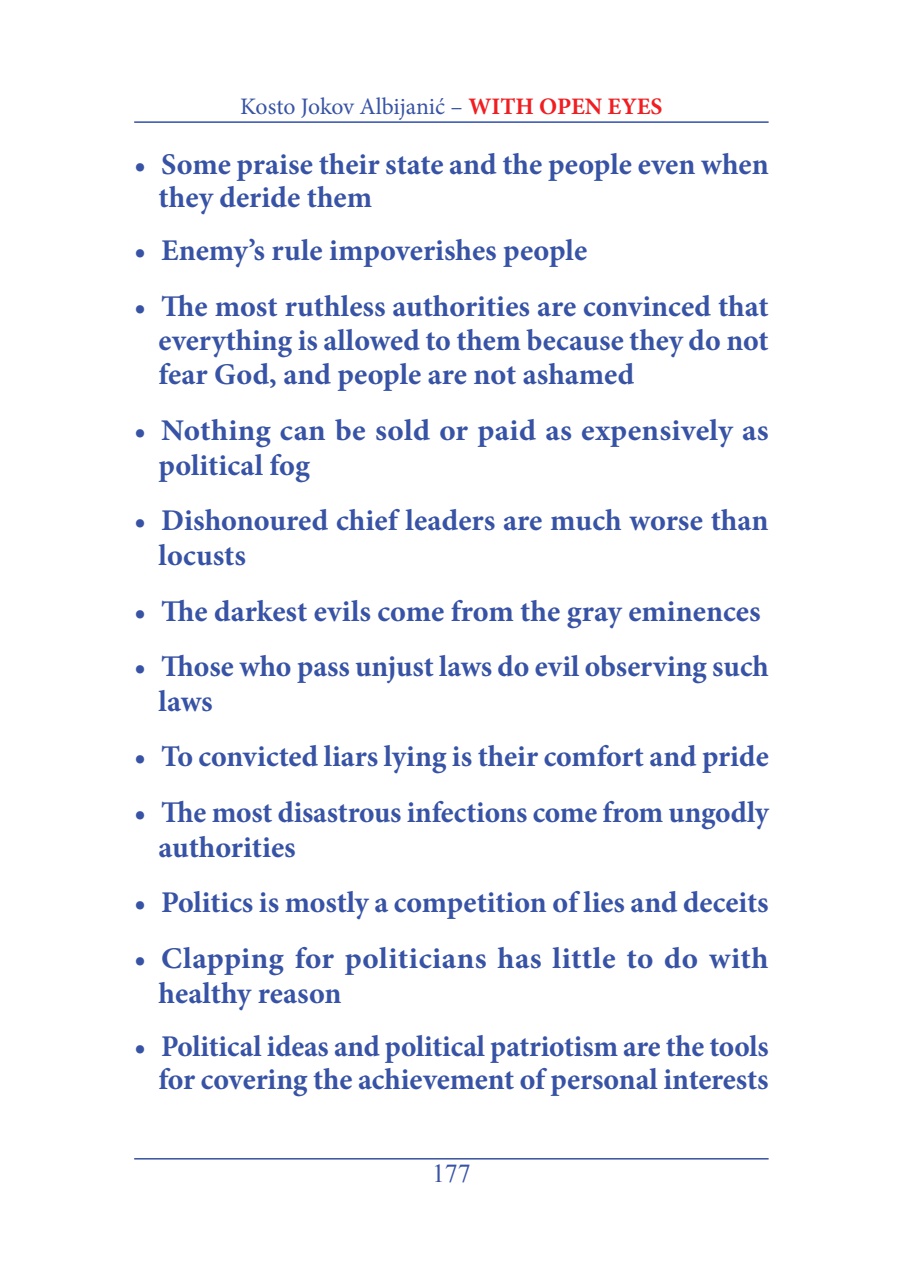 Kosto Jokov Albijanić – WITH OPEN EYES
• Some praise their state and the people even when
they deride them
• Enemy’s rule impoverishes people
• The most ruthless authorities are convinced that
everything is allowed to them because they do not
fear God, and people are not ashamed
• Nothing can be sold or paid as expensively as
political fog
• Dishonoured chief leaders are much worse than
locusts
• The darkest evils come from the gray eminences
• Those who pass unjust laws do evil observing such
laws
• To convicted liars lying is their comfort and pride
• The most disastrous infections come from ungodly
authorities
• Politics is mostly a competition of lies and deceits
• Clapping for politicians has little to do with
healthy reason
• Political ideas and political patriotism are the tools
for covering the achievement of personal interests
177